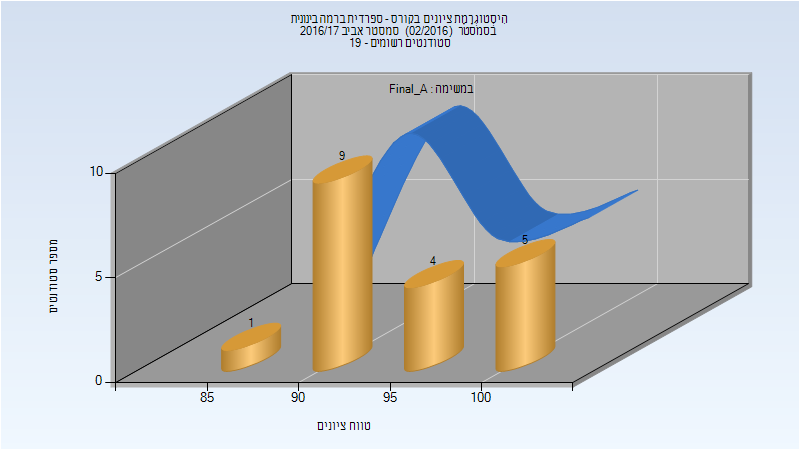 היסטוגרמת ציונים בקורס - ספרדית ברמה בינונית
בסמסטר (02/2016) סמסטר אביב 2016/17
סטודנטים רשומים - 19
במשימה : Final_A
9
5
4
1
10
5
0
מספר סטודנטים
85 90 95 100
טווח ציונים